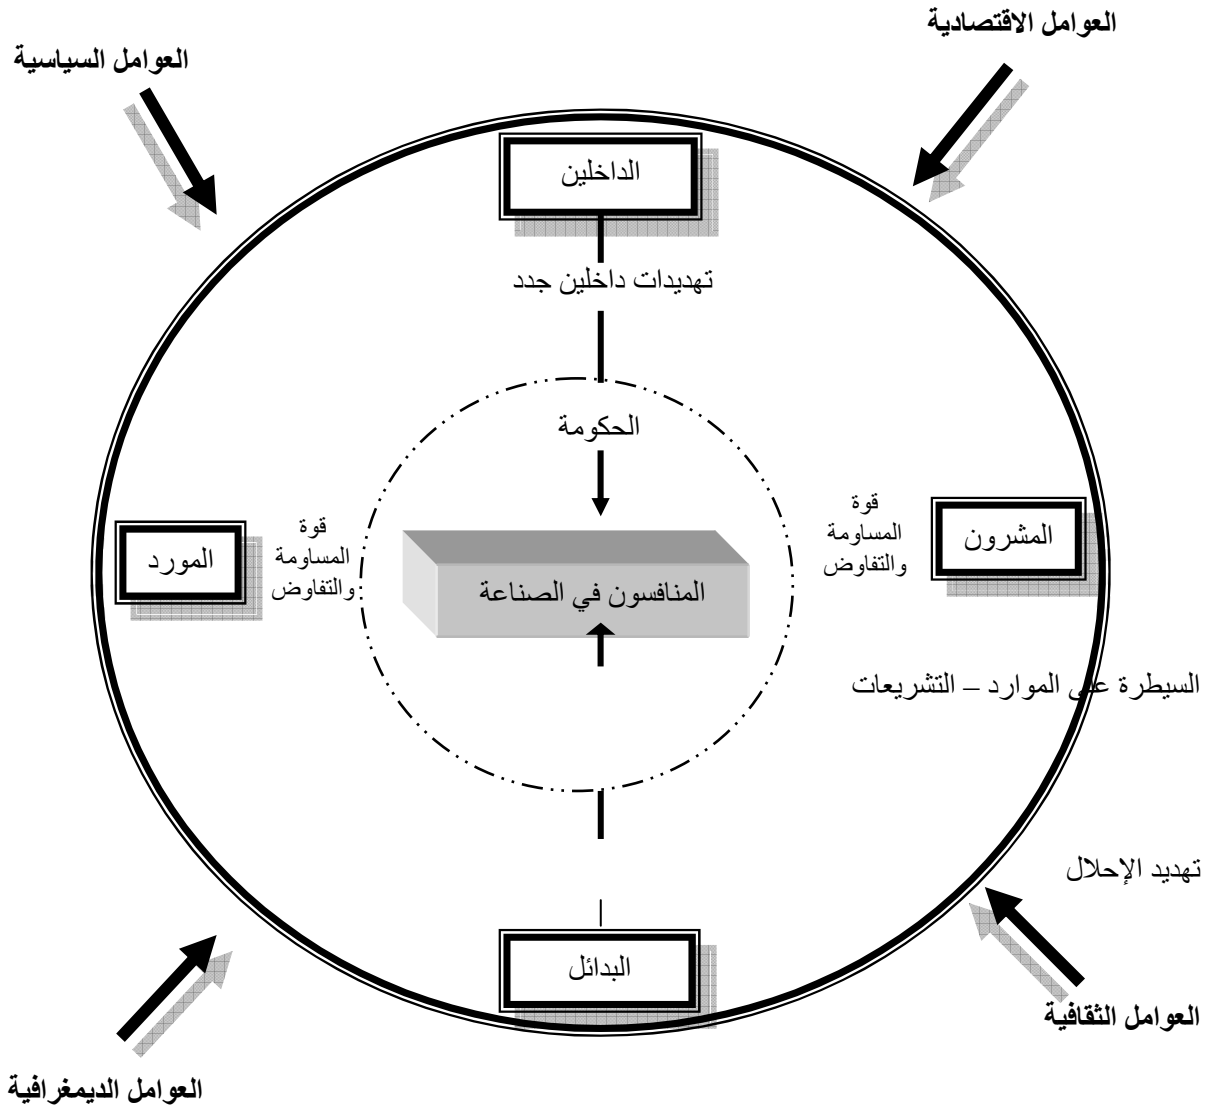 العوامل الاقتصادية
العوامل السياسية
الداخلين
تهديدات داخلين جدد
الحكومة
قوة
المساومة
والتفاوض
المشرون
المنافسون في الصناعة
قوة
المساومة
والتفاوض
المورد
السيطرة على الموارد – التشريعات
تهديد الإحلال
البدائل
العوامل الثقافية
العوامل الديمغرافية